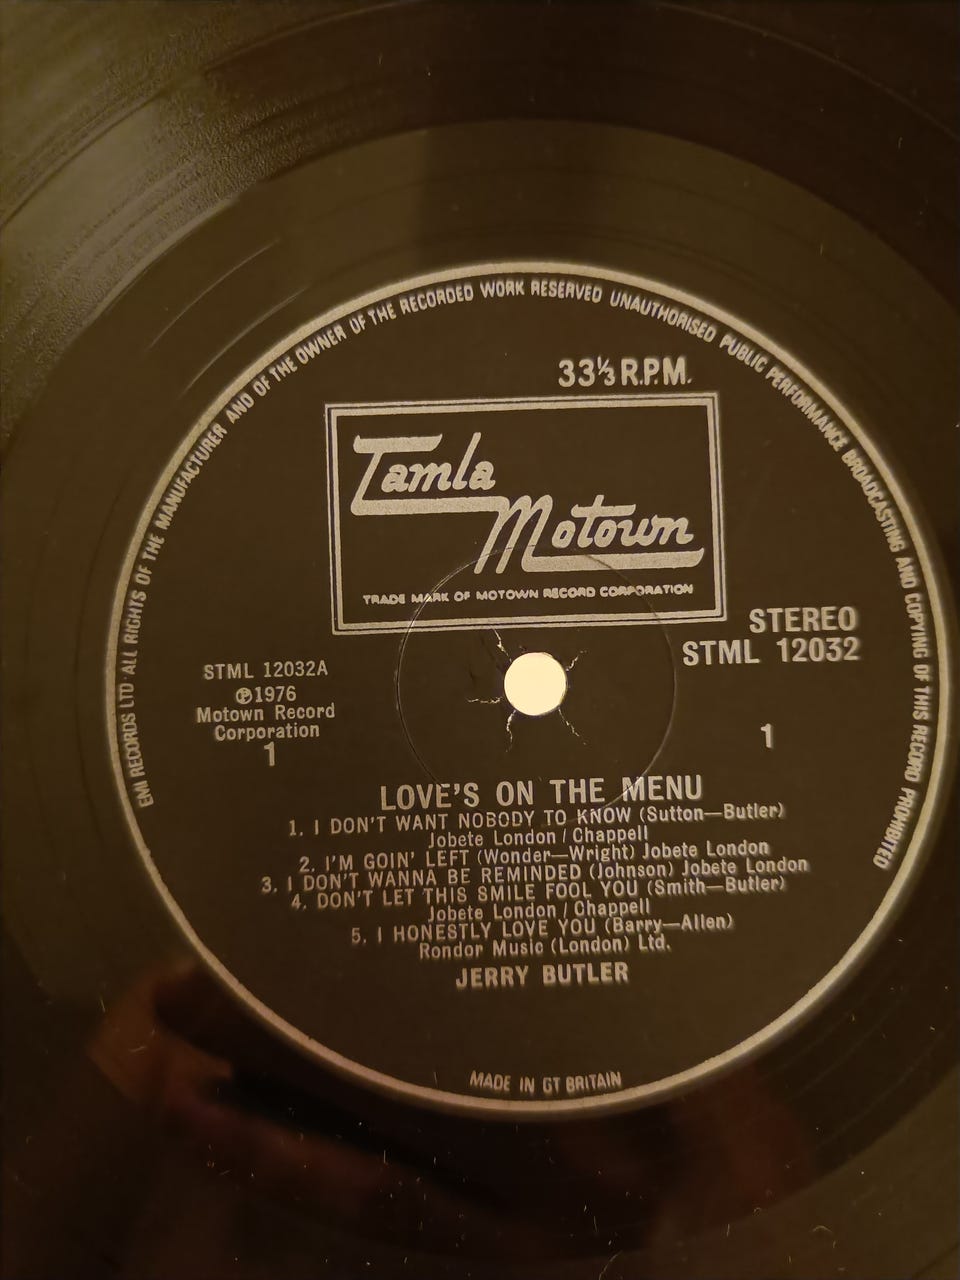 EMI RECORDS LTD · ALL RIGHTS OF THE MANUFACTURER AND OF THE OWNER OF THE RECORDED WORK RESERVED UNAUTHORISED PUBLIC PERFORMANCE BROADCASTING AND COPYING OF THIS RECORD PROHIBITED
33⅓ R.P.M.
Tamla
Motown
TRADE MARK OF MOTOWN RECORD CORPORATION
STEREO
STML 12032
STML 12032A
℗1976
Motown Record
Corporation
1
1
LOVE'S ON THE MENU
1. I DON'T WANT NOBODY TO KNOW (Sutton—Butler)
Jobete London / Chappell
2. I'M GOIN' LEFT (Wonder—Wright) Jobete London
3. I DON'T WANNA BE REMINDED (Johnson) Jobete London
4. DON'T LET THIS SMILE FOOL YOU (Smith—Butler)
Jobete London / Chappell
5. I HONESTLY LOVE YOU (Barry—Allen)
Rondor Music (London) Ltd.
JERRY BUTLER
MADE IN GT BRITAIN